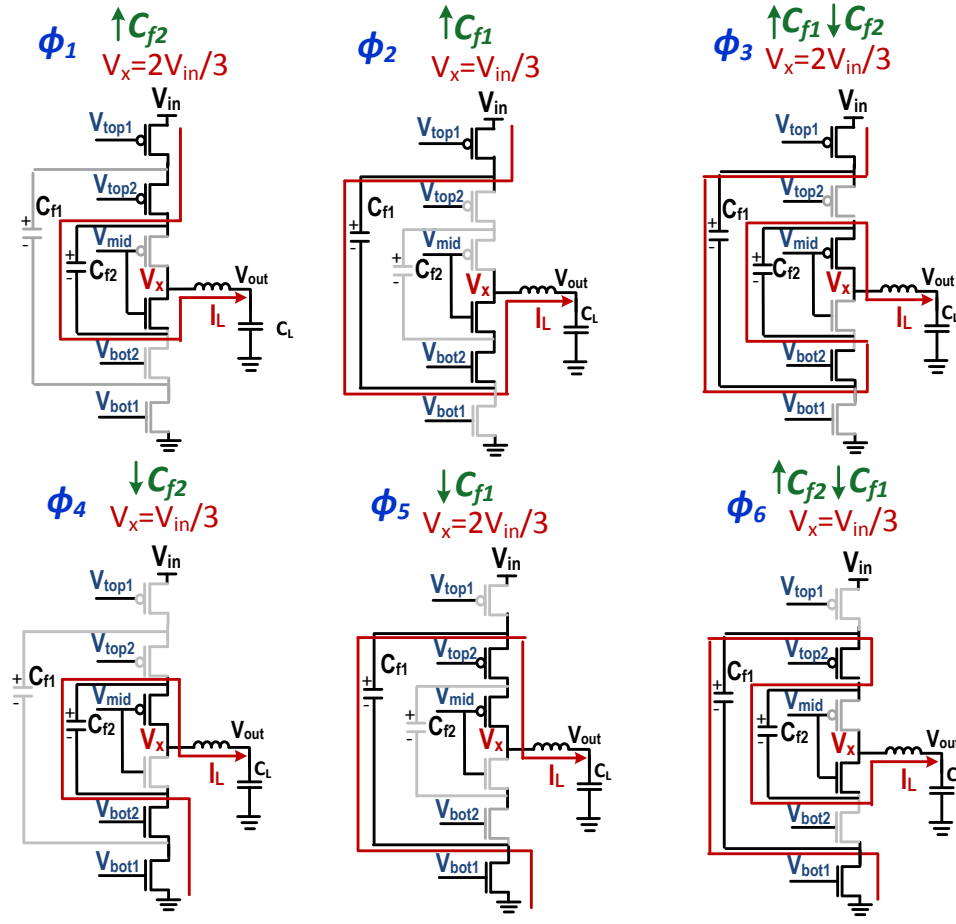 ϕ1 ↑Cf2
Vx=2Vin/3
Vin
Vtop1
Vtop2
Cf1
+
-
Vmid
+
Cf2
-
Vx
Vout
IL
CL
Vbot2
Vbot1
ϕ2 ↑Cf1
Vx=Vin/3
Vin
Vtop1
Vtop2
Cf1
+
-
Vmid
+
Cf2
-
Vx
Vout
IL
CL
Vbot2
Vbot1
ϕ3 ↑Cf1 ↓Cf2
Vx=2Vin/3
Vin
Vtop1
Vtop2
Cf1
+
-
Vmid
+
Cf2
-
Vx
Vout
IL
CL
Vbot2
Vbot1
ϕ4 ↓Cf2
Vx=Vin/3
Vin
Vtop1
Vtop2
Cf1
+
-
Vmid
+
Cf2
-
Vx
Vout
IL
CL
Vbot2
Vbot1
ϕ5 ↓Cf1
Vx=2Vin/3
Vin
Vtop1
Vtop2
Cf1
+
-
Vmid
+
Cf2
-
Vx
Vout
IL
CL
Vbot2
Vbot1
ϕ6 ↑Cf2 ↓Cf1
Vx=Vin/3
Vin
Vtop1
Vtop2
Cf1
+
-
Vmid
+
Cf2
-
Vx
Vout
IL
CL
Vbot2
Vbot1